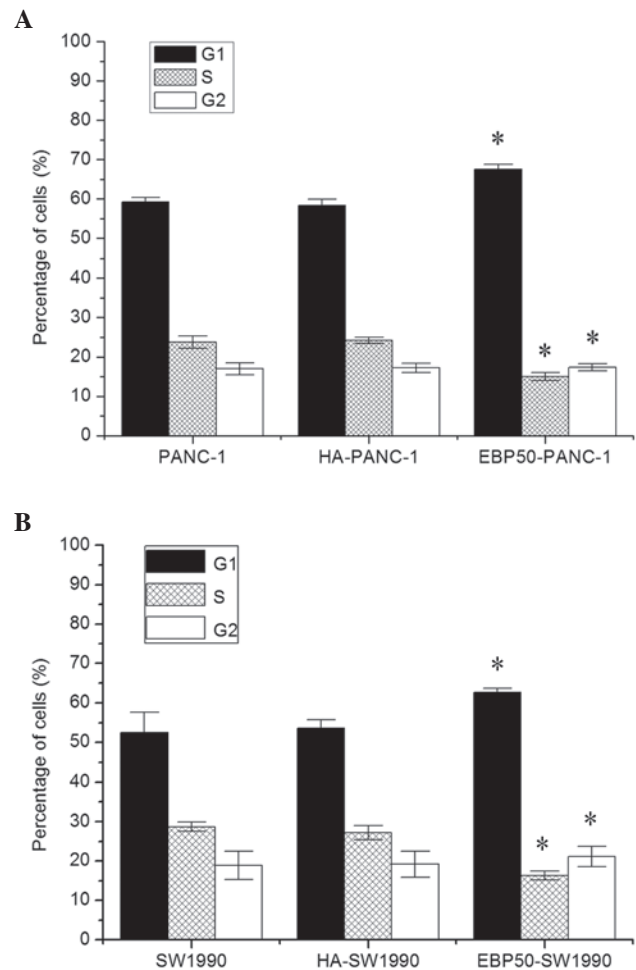 A
Percentage of cells (%)
100
90
80
70
60
50
40
30
20
10
0
G1
S
G2
*
*
*
PANC-1
HA-PANC-1
EBP50-PANC-1
B
Percentage of cells (%)
100
90
80
70
60
50
40
30
20
10
0
G1
S
G2
*
*
*
SW1990
HA-SW1990
EBP50-SW1990